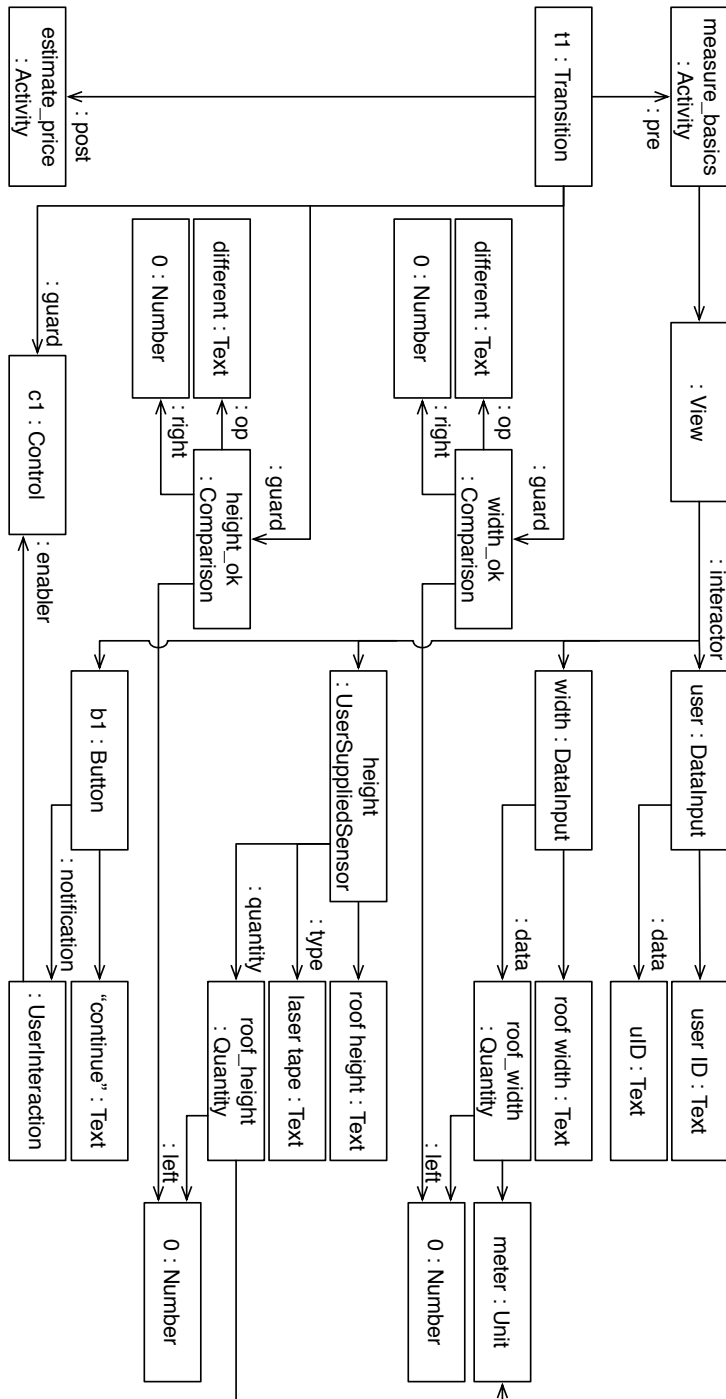 measure_basics
: Activity
: View
: interactor
user : DataInput
user ID : Text
: data
uID : Text
: pre
t1 : Transition
: post
estimate_price
: Activity
: guard
width_ok
: Comparison
: op
different : Text
: right
0 : Number
: left
width : DataInput
roof width : Text
: data
roof_width
: Quantity
meter : Unit
0 : Number
: guard
height_ok
: Comparison
: op
different : Text
: right
0 : Number
: left
height
: UserSuppliedSensor
roof height : Text
: type
laser tape : Text
: quantity
roof_height
: Quantity
0 : Number
: guard
c1 : Control
: enabler
b1 : Button
“continue” : Text
: notification
: UserInteraction